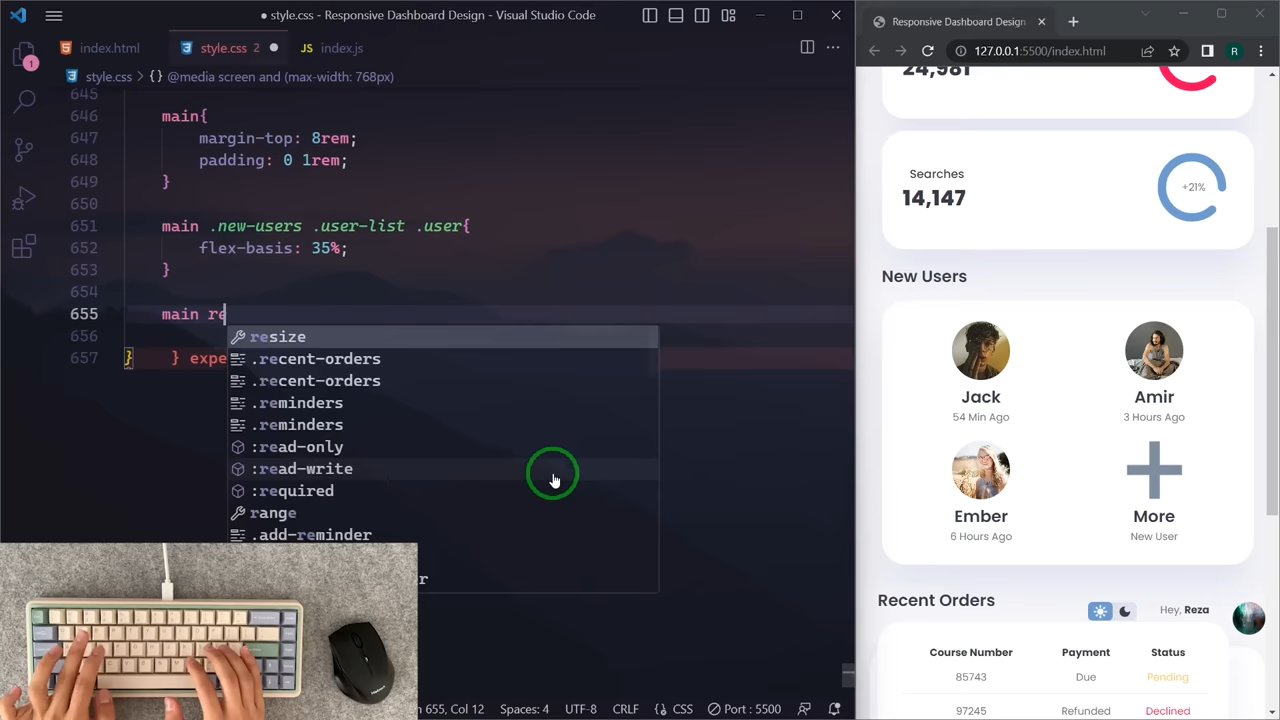 style.css - Responsive Dashboard Design - Visual Studio Code
index.html
style.css 2
JS index.js
style.css > {} @media screen and (max-width: 768px)
645
646 main{
647 margin-top: 8rem;
648 padding: 0 1rem;
649 }
650
651 main .new-users .user-list .user{
652 flex-basis: 35%;
653 }
654
655 main re
656
657 } } expe
resize
.recent-orders
.recent-orders
.reminders
.reminders
:read-only
:read-write
:required
range
.add-reminder
r
1
n 655, Col 12 Spaces: 4 UTF-8 CRLF {} CSS Port : 5500
Responsive Dashboard Design
127.0.0.1:5500/index.html
R
24,981
Searches
14,147
+21%
New Users
Jack
54 Min Ago
Amir
3 Hours Ago
Ember
6 Hours Ago
More
New User
Recent Orders
Hey, Reza
Course Number Payment Status
85743 Due Pending
97245 Refunded Declined